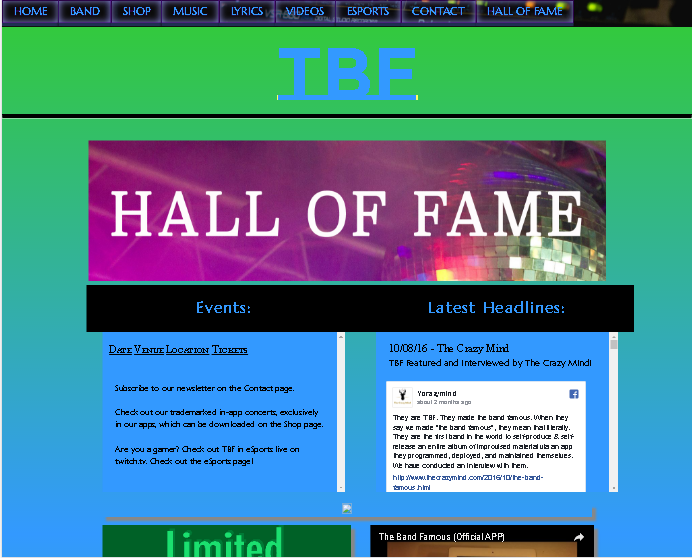 HOME BAND SHOP MUSIC LYRICS VIDEOS ESPORTS CONTACT HALL OF FAME
TBF
HALL OF FAME
Events:
Latest Headlines:
Date Venue Location Tickets
Subscribe to our newsletter on the Contact page.
Check out our trademarked in-app concerts, exclusively
in our apps, which can be downloaded on the Shop page.
Are you a gamer? Check out TBF in eSports live on
twitch.tv. Check out the eSports page!
10/08/16 - The Crazy Mind
TBF Featured and Interviewed by The Crazy Mind!
Ycrazymind
about 2 months ago
They are TBF. They made the band famous. When they
say we made "the band famous", they mean that literally.
They are the first band in the world to self-produce & self-
release an entire album of improvised material via an app
they programmed, deployed, and maintained themselves.
We have conducted an interview with them.
http://www.thecrazymind.com/2016/10/the-band-
famous.html
Limited
The Band Famous (Official APP)